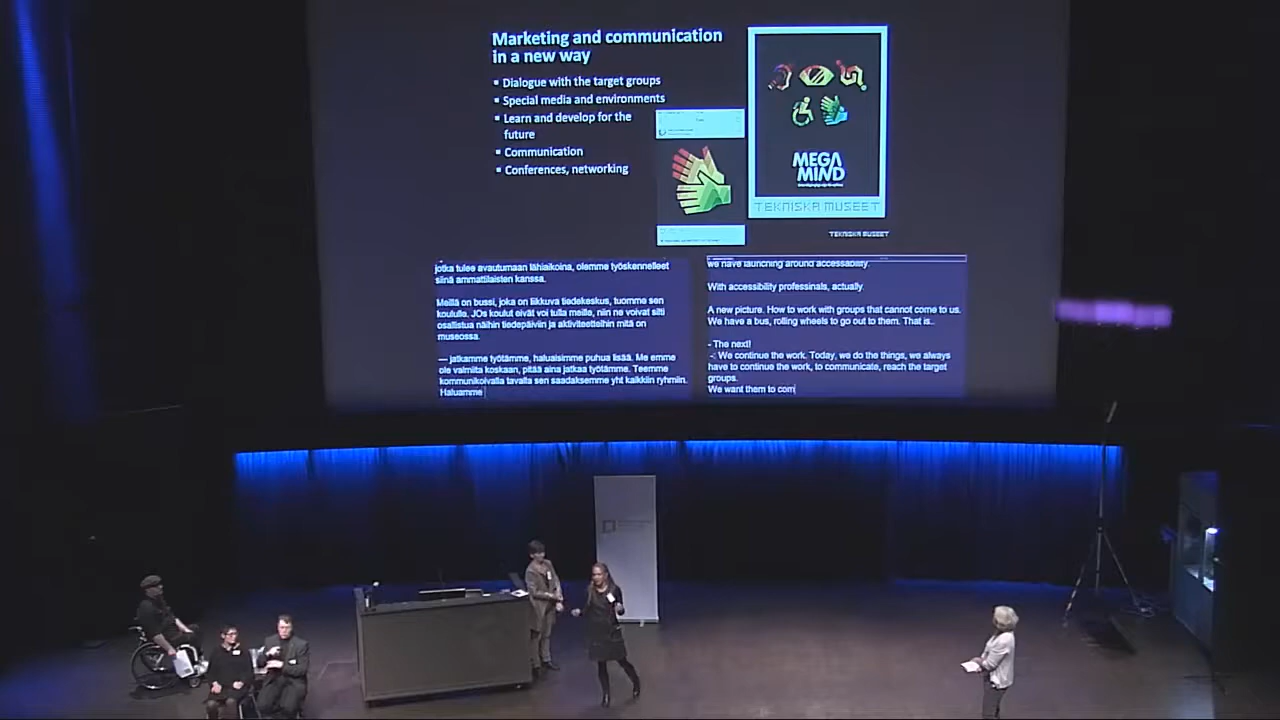 Marketing and communication
in a new way
▪ Dialogue with the target groups
▪ Special media and environments
▪ Learn and develop for the
future
▪ Communication
▪ Conferences, networking
MEGA
MIND
TEKNISKA MUSEET
TEKNISKA MUSEET
jotka tulee avautumaan lähiaikoina, olemme työskennelleet
siinä ammattilaisten kanssa.
Meillä on bussi, joka on liikkuva tiedekeskus, tuomme sen
koululle. JOs koulut eivät voi tulla meille, niin ne voivat silti
osallistua näihin tiedepäiviin ja aktiviteetteihin mitä on
museossa.
— jatkamme työtämme, haluaisimme puhua lisää. Me emme
ole valmiita koskaan, pitää aina jatkaa työtämme. Teemme
kommunikoivalla tavalla sen saadaksemme yht kaikkiin ryhmiin.
Haluamme
we have launching around accessability.
With accessibility professinals, actually.
A new picture. How to work with groups that cannot come to us.
We have a bus, rolling wheels to go out to them. That is..
- The next!
-: We continue the work. Today, we do the things, we always
have to continue the work, to communicate, reach the target
groups.
We want them to com